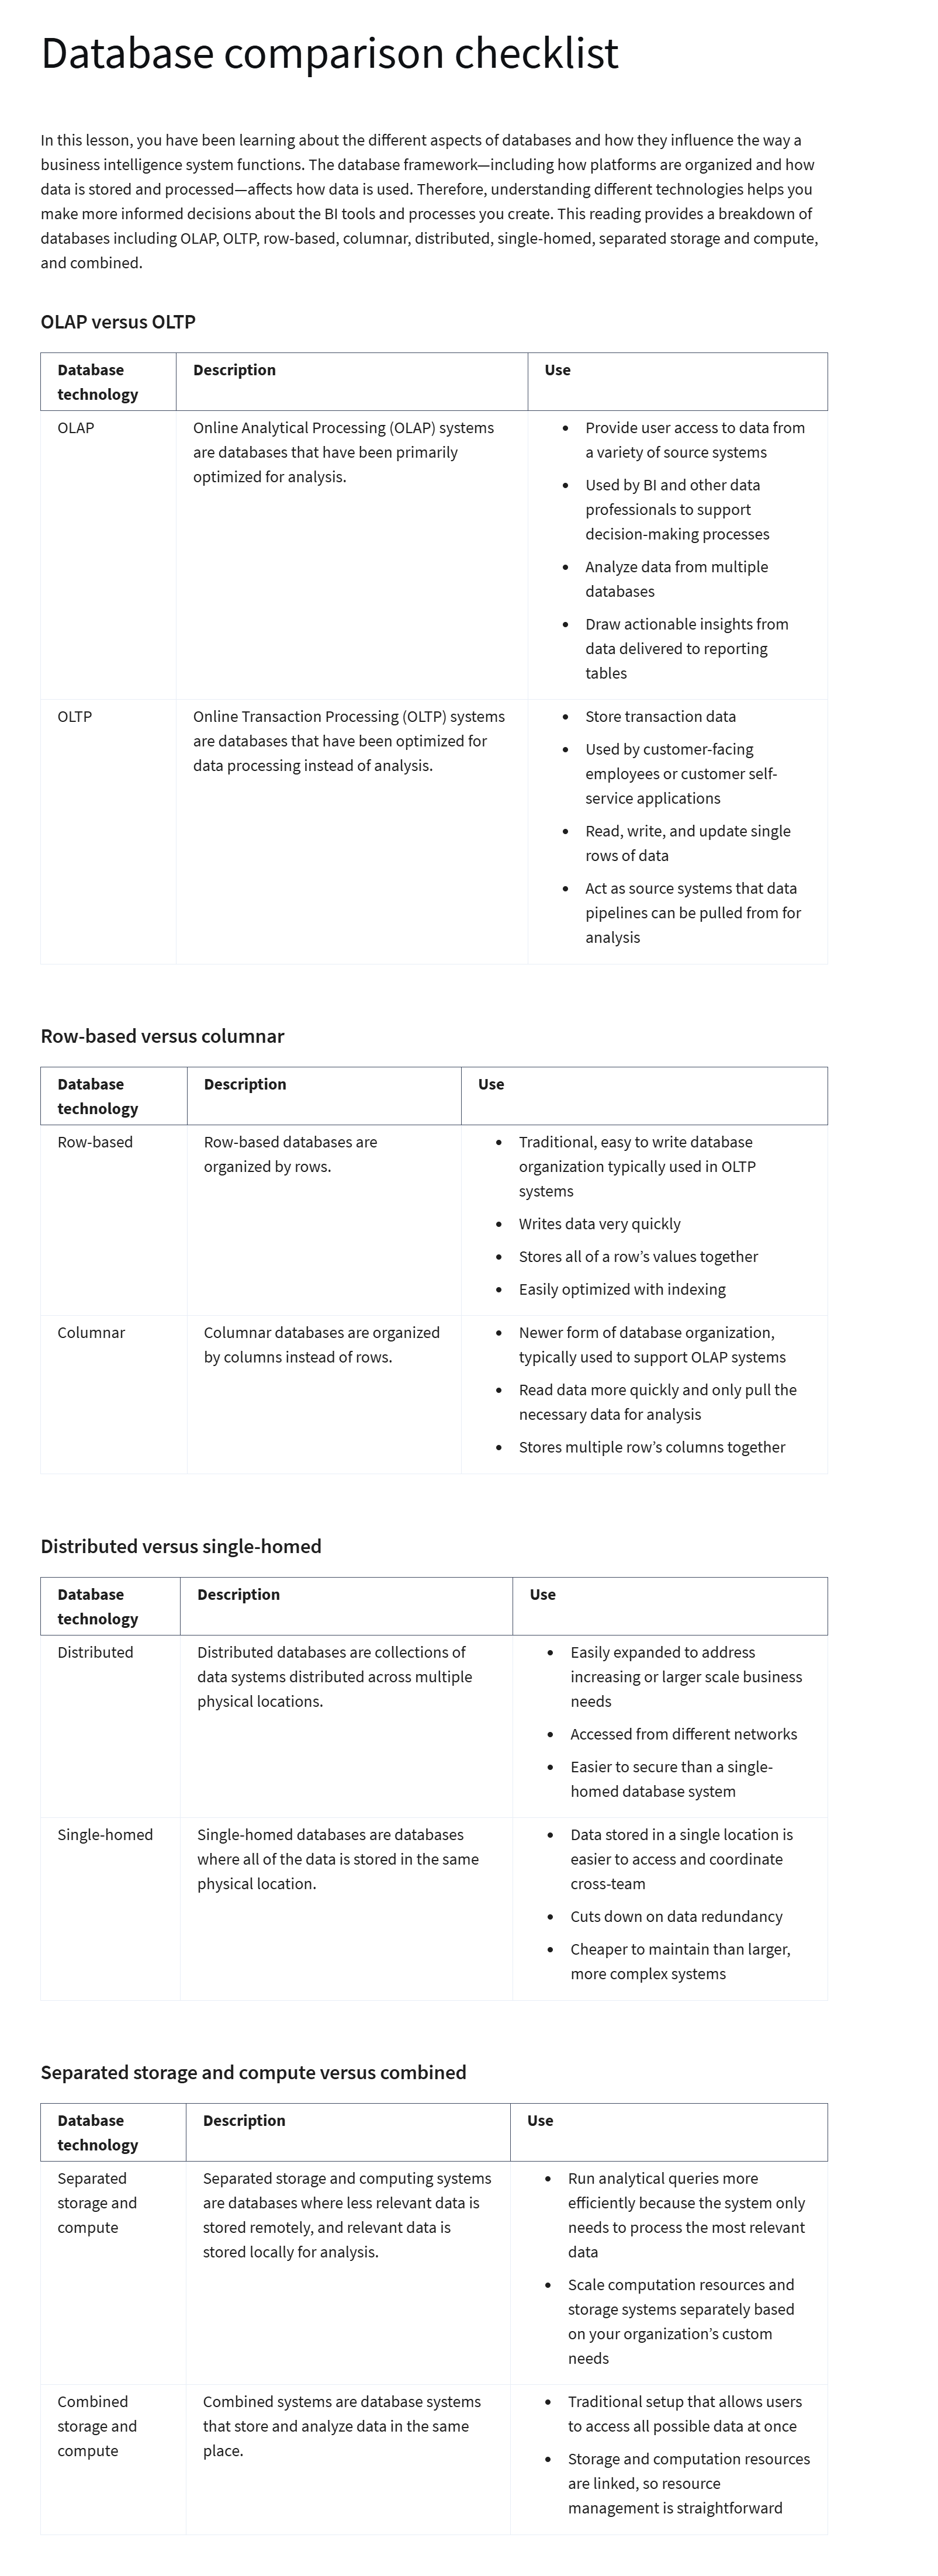 Database comparison checklist
In this lesson, you have been learning about the different aspects of databases and how they influence the way a
business intelligence system functions. The database framework—including how platforms are organized and how
data is stored and processed—affects how data is used. Therefore, understanding different technologies helps you
make more informed decisions about the BI tools and processes you create. This reading provides a breakdown of
databases including OLAP, OLTP, row-based, columnar, distributed, single-homed, separated storage and compute,
and combined.
OLAP versus OLTP
Database
technology
Description
Use
OLAP
Online Analytical Processing (OLAP) systems
are databases that have been primarily
optimized for analysis.
• Provide user access to data from
a variety of source systems
• Used by BI and other data
professionals to support
decision-making processes
• Analyze data from multiple
databases
• Draw actionable insights from
data delivered to reporting
tables
OLTP
Online Transaction Processing (OLTP) systems
are databases that have been optimized for
data processing instead of analysis.
• Store transaction data
• Used by customer-facing
employees or customer self-
service applications
• Read, write, and update single
rows of data
• Act as source systems that data
pipelines can be pulled from for
analysis
Row-based versus columnar
Database
technology
Description
Use
Row-based
Row-based databases are
organized by rows.
• Traditional, easy to write database
organization typically used in OLTP
systems
• Writes data very quickly
• Stores all of a row’s values together
• Easily optimized with indexing
Columnar
Columnar databases are organized
by columns instead of rows.
• Newer form of database organization,
typically used to support OLAP systems
• Read data more quickly and only pull the
necessary data for analysis
• Stores multiple row’s columns together
Distributed versus single-homed
Database
technology
Description
Use
Distributed
Distributed databases are collections of
data systems distributed across multiple
physical locations.
• Easily expanded to address
increasing or larger scale business
needs
• Accessed from different networks
• Easier to secure than a single-
homed database system
Single-homed
Single-homed databases are databases
where all of the data is stored in the same
physical location.
• Data stored in a single location is
easier to access and coordinate
cross-team
• Cuts down on data redundancy
• Cheaper to maintain than larger,
more complex systems
Separated storage and compute versus combined
Database
technology
Description
Use
Separated
storage and
compute
Separated storage and computing systems
are databases where less relevant data is
stored remotely, and relevant data is
stored locally for analysis.
• Run analytical queries more
efficiently because the system only
needs to process the most relevant
data
• Scale computation resources and
storage systems separately based
on your organization’s custom
needs
Combined
storage and
compute
Combined systems are database systems
that store and analyze data in the same
place.
• Traditional setup that allows users
to access all possible data at once
• Storage and computation resources
are linked, so resource
management is straightforward